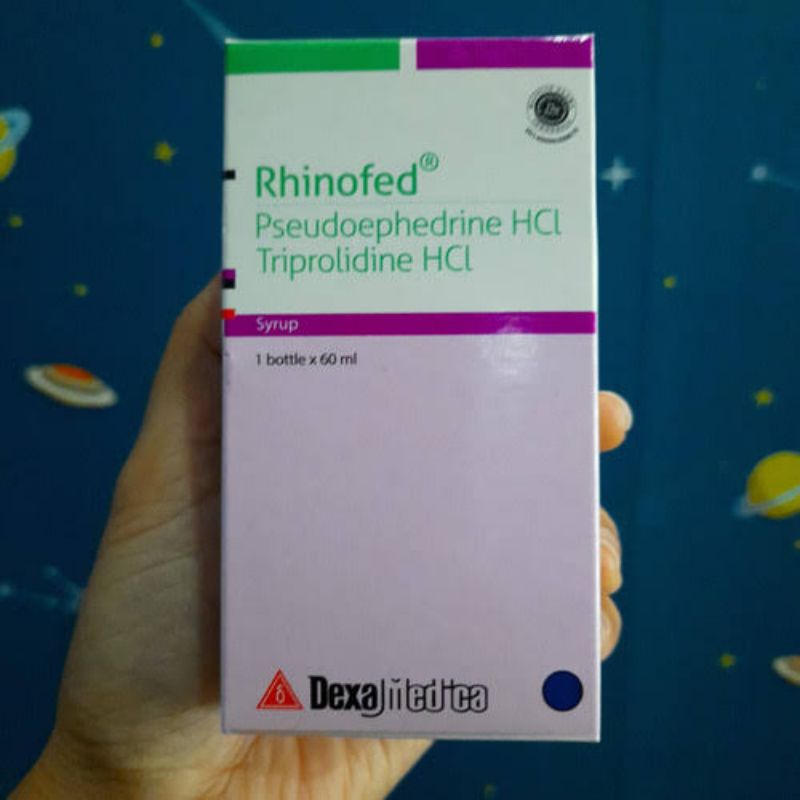 Rhinofed®
Pseudoephedrine HCl
Triprolidine HCl
Syrup
1 bottle x 60 ml
DexaMedica